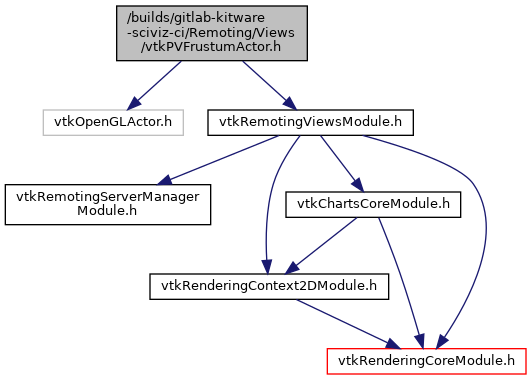 /builds/gitlab-kitware
-sciviz-ci/Remoting/Views
/vtkPVFrustumActor.h
vtkOpenGLActor.h
vtkRemotingViewsModule.h
vtkRemotingServerManager
Module.h
vtkChartsCoreModule.h
vtkRenderingContext2DModule.h
vtkRenderingCoreModule.h